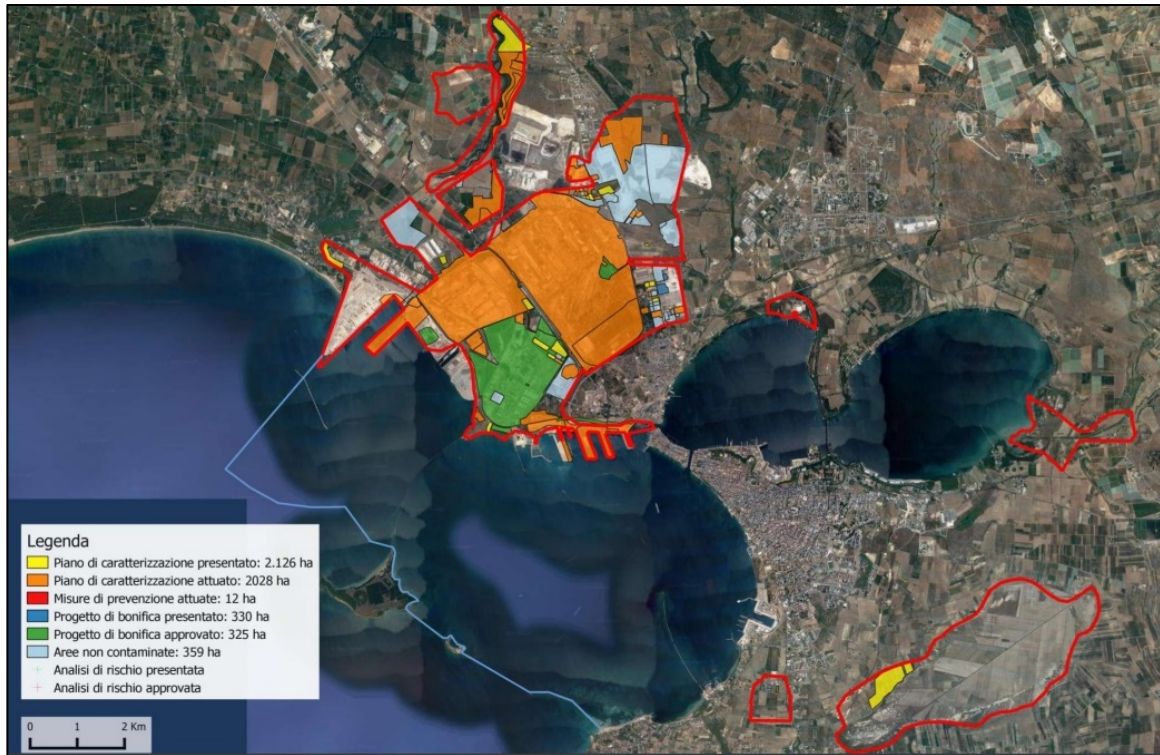 Legenda
Piano di caratterizzazione presentato: 2.126 ha
Piano di caratterizzazione attuato: 2028 ha
Misure di prevenzione attuate: 12 ha
Progetto di bonifica presentato: 330 ha
Progetto di bonifica approvato: 325 ha
Aree non contaminate: 359 ha
Analisi di rischio presentata
Analisi di rischio approvata
0 1 2 Km